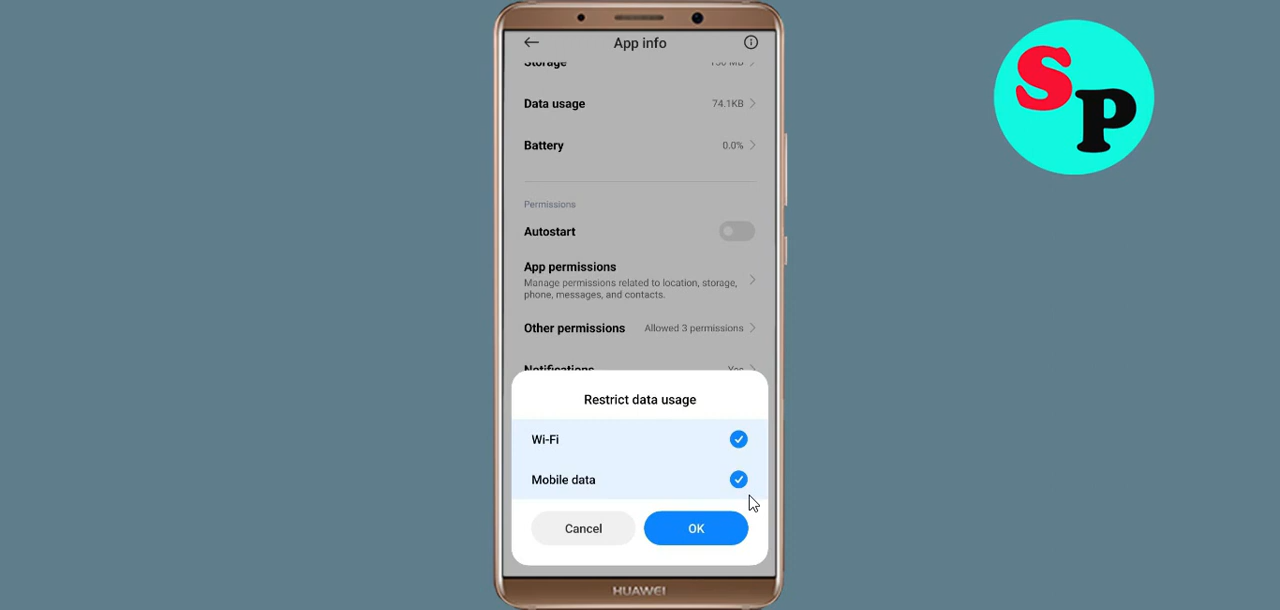 App info
Storage
Data usage 74.1KB
Battery 0.0%
Permissions
Autostart
App permissions
Manage permissions related to location, storage,
phone, messages, and contacts.
Other permissions Allowed 3 permissions
Notifications Yes
Restrict data usage
Wi-Fi
Mobile data
Cancel OK
HUAWEI
SP